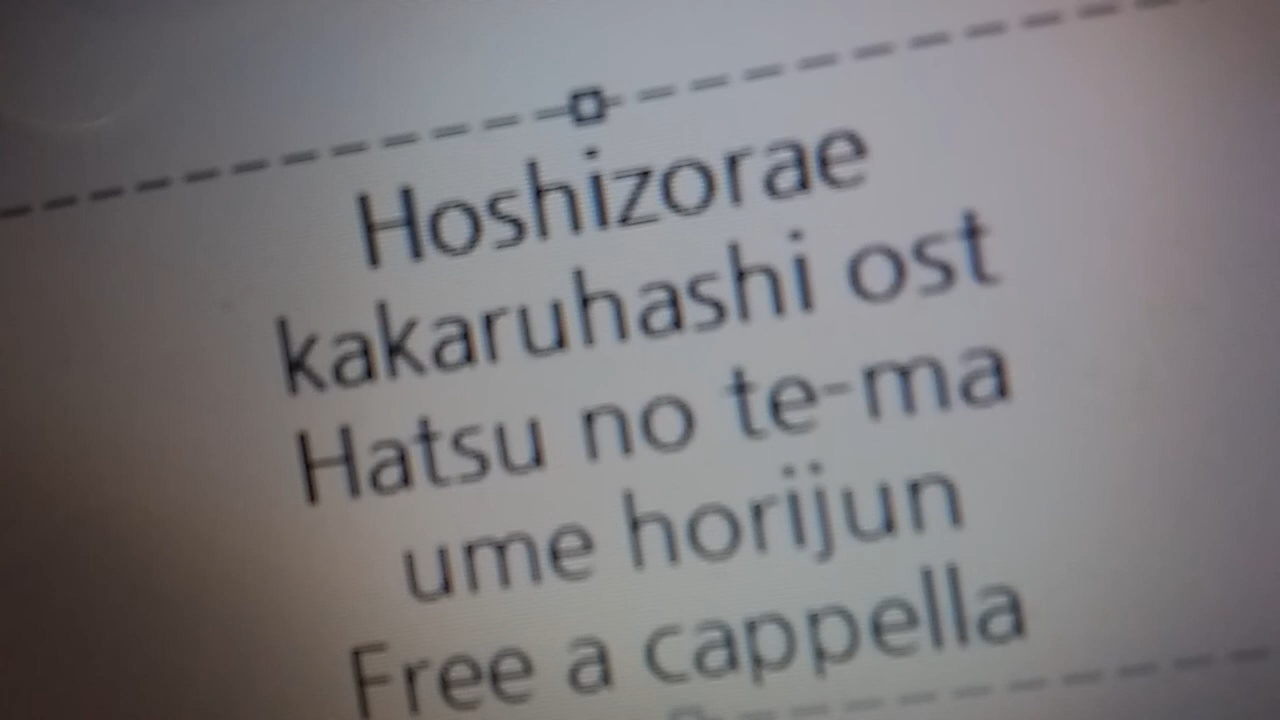 Hoshizorae
kakaruhashi ost
Hatsu no te-ma
ume horijun
Free a cappella